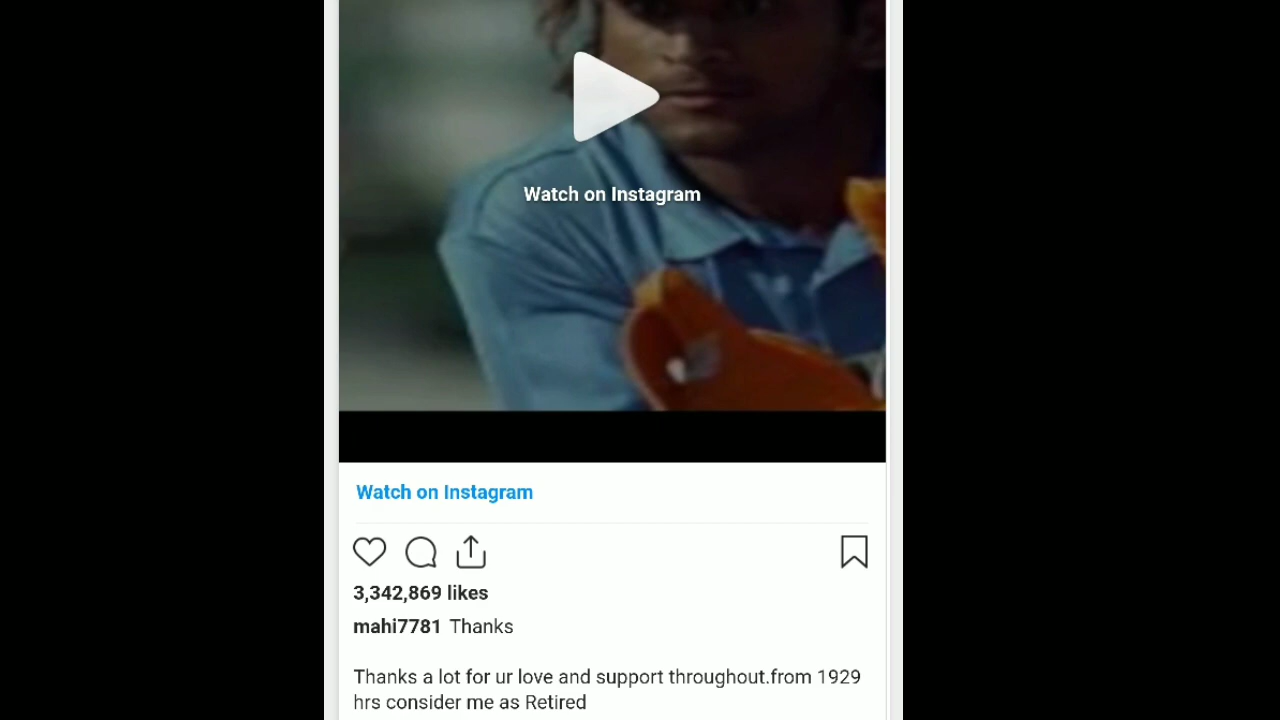 Watch on Instagram
Watch on Instagram
3,342,869 likes
mahi7781 Thanks
Thanks a lot for ur love and support throughout.from 1929
hrs consider me as Retired